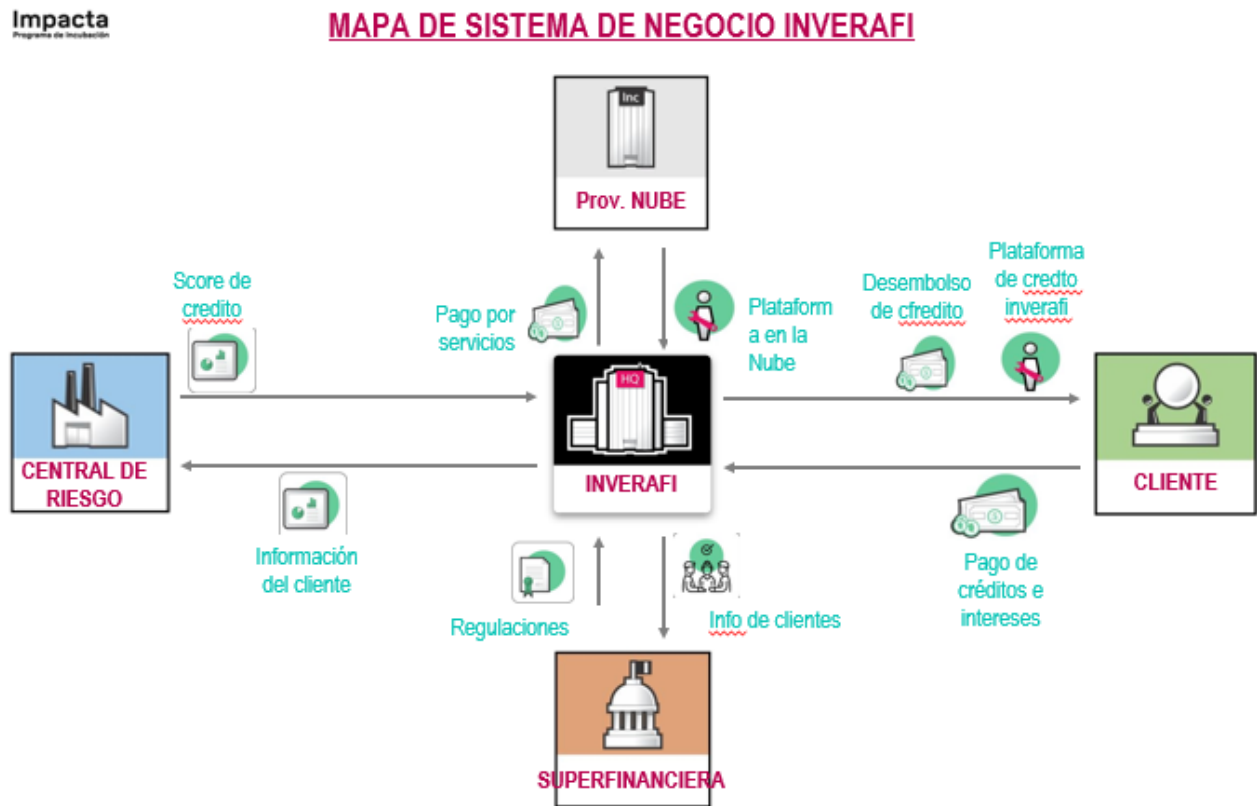 Impacta
Programa de Incubación
MAPA DE SISTEMA DE NEGOCIO INVERAFI
Inc
Prov. NUBE
Score de
credito
Pago por
servicios
Plataform
a en la
Nube
Desembolso
de cfredito
Plataforma
de credto
inverafi
HQ
CENTRAL DE
RIESGO
INVERAFI
CLIENTE
Información
del cliente
Regulaciones
Info de clientes
Pago de
créditos e
intereses
SUPERFINANCIERA